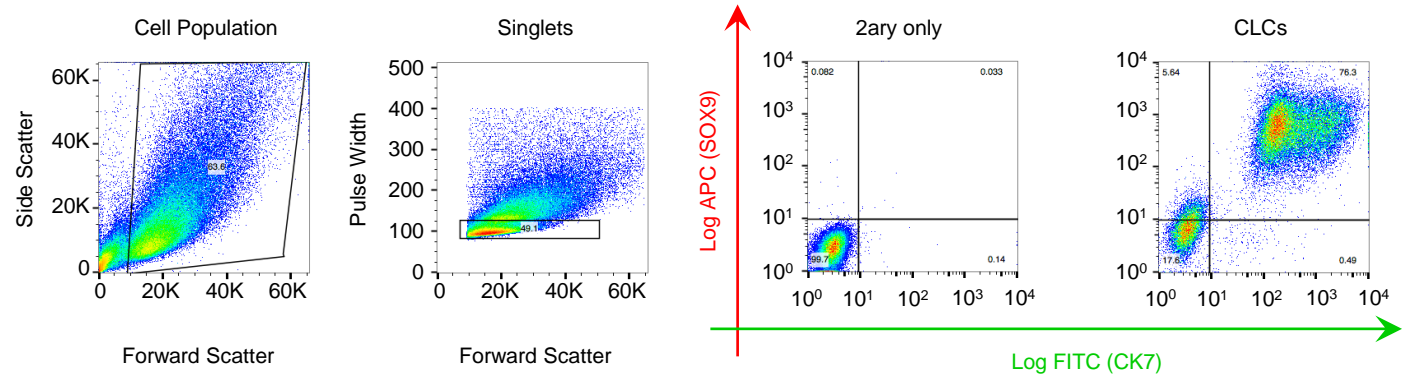 Cell Population
Singlets
2ary only
CLCs
Side Scatter
60K
40K
20K
0
63.6
0
20K
40K
60K
Forward Scatter
Pulse Width
500
400
300
200
100
0
49.1
0
20K
40K
60K
Forward Scatter
Log APC (SOX9)
10⁴
10³
10²
10¹
10⁰
0.082
0.033
99.7
0.14
10⁰
10¹
10²
10³
10⁴
10⁴
10³
10²
10¹
10⁰
5.64
76.3
17.6
0.49
10⁰
10¹
10²
10³
10⁴
Log FITC (CK7)